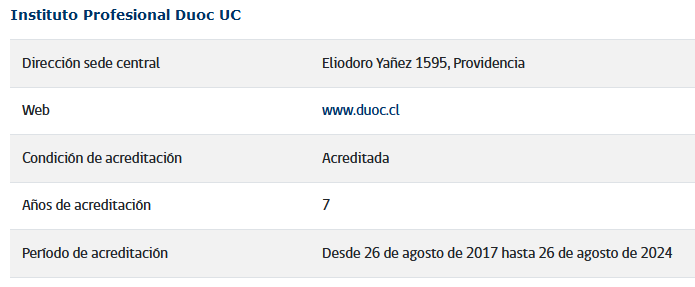 Instituto Profesional Duoc UC
Dirección sede central Eliodoro Yañez 1595, Providencia
Web www.duoc.cl
Condición de acreditación Acreditada
Años de acreditación 7
Período de acreditación Desde 26 de agosto de 2017 hasta 26 de agosto de 2024